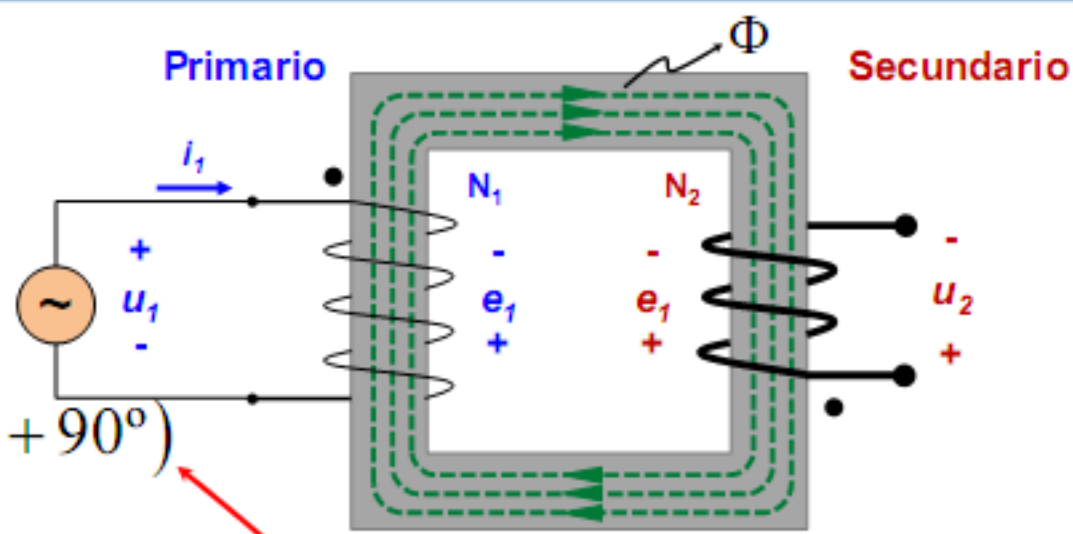 Φ
Primario
Secundario
i₁
N₁
N₂
+
-
-
-
u₁
e₁
e₁
u₂
~
-
+
+
+
+ 90º)